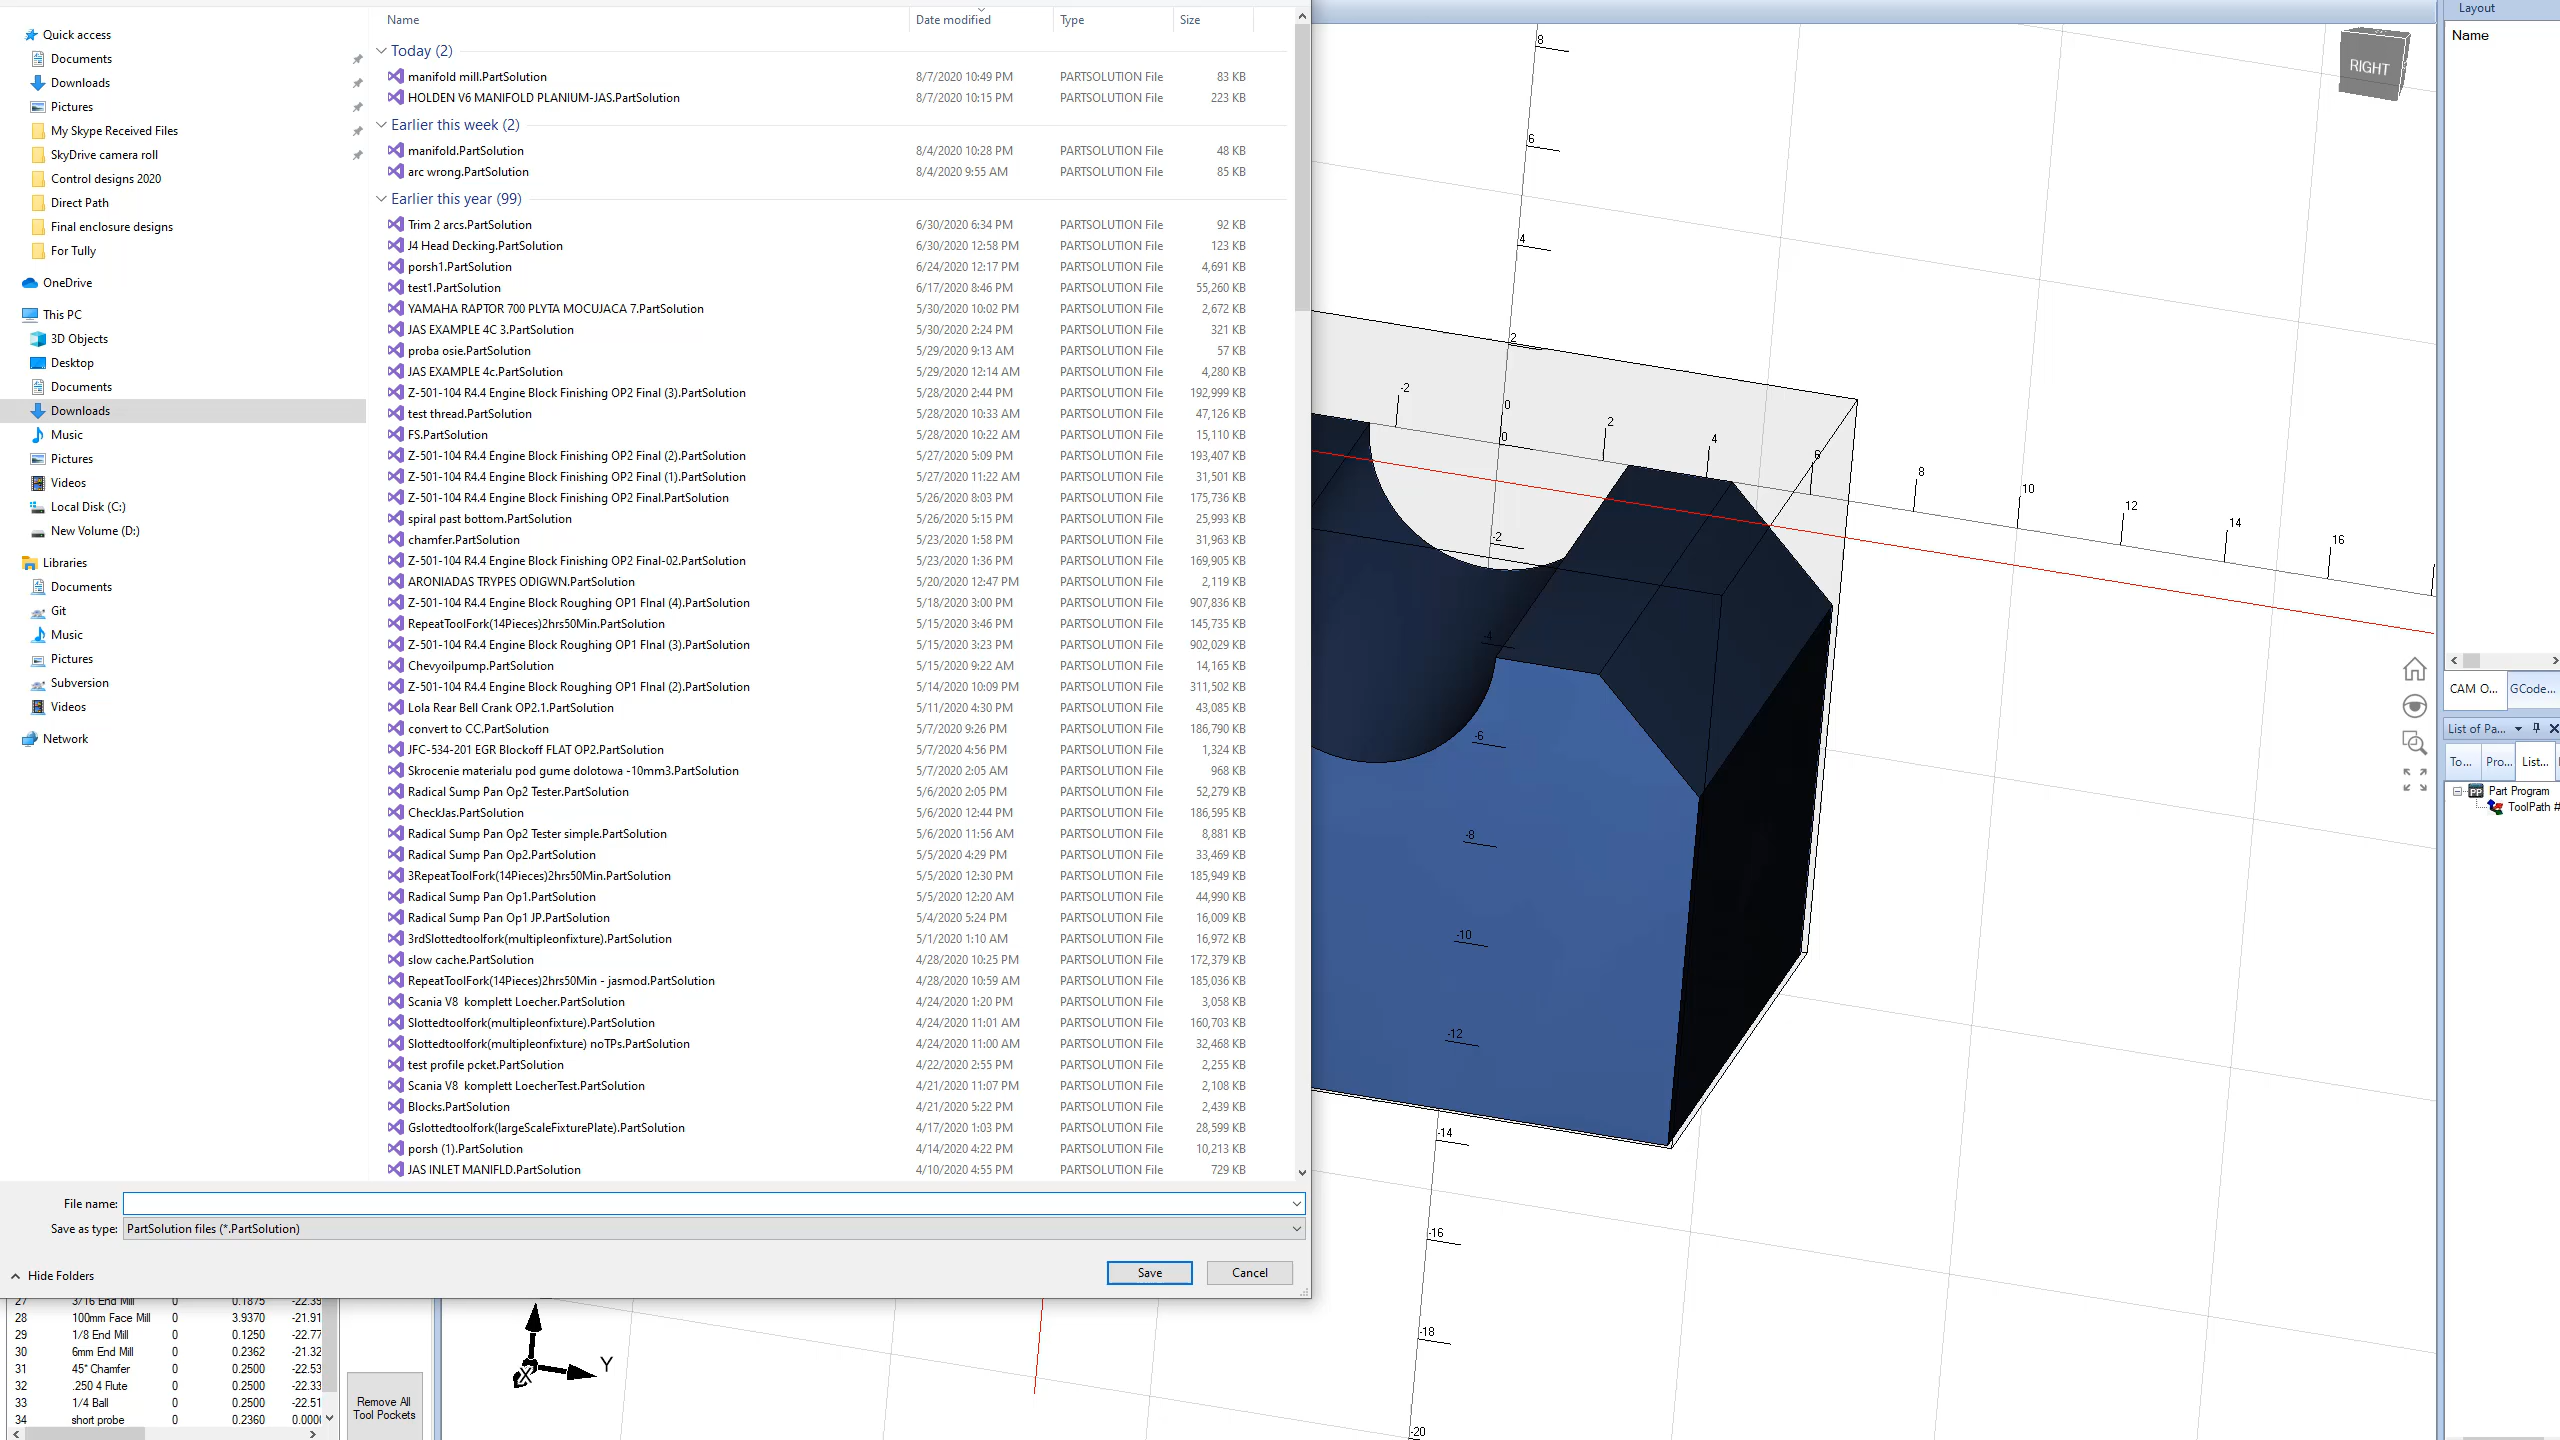 Name Date modified Type Size
Quick access
Documents
Downloads
Pictures
My Skype Received Files
SkyDrive camera roll
Control designs 2020
Direct Path
Final enclosure designs
For Tully
OneDrive
This PC
3D Objects
Desktop
Documents
Downloads
Music
Pictures
Videos
Local Disk (C:)
New Volume (D:)
Libraries
Documents
Git
Music
Pictures
Subversion
Videos
Network
Today (2)
manifold mill.PartSolution 8/7/2020 10:49 PM PARTSOLUTION File 83 KB
HOLDEN V6 MANIFOLD PLANIUM-JAS.PartSolution 8/7/2020 10:15 PM PARTSOLUTION File 223 KB
Earlier this week (2)
manifold.PartSolution 8/4/2020 10:28 PM PARTSOLUTION File 48 KB
arc wrong.PartSolution 8/4/2020 9:55 AM PARTSOLUTION File 85 KB
Earlier this year (99)
Trim 2 arcs.PartSolution 6/30/2020 6:34 PM PARTSOLUTION File 92 KB
J4 Head Decking.PartSolution 6/30/2020 12:58 PM PARTSOLUTION File 123 KB
porsh1.PartSolution 6/24/2020 12:17 PM PARTSOLUTION File 4,691 KB
test1.PartSolution 6/17/2020 8:46 PM PARTSOLUTION File 55,260 KB
YAMAHA RAPTOR 700 PLYTA MOCUJACA 7.PartSolution 5/30/2020 10:02 PM PARTSOLUTION File 2,672 KB
JAS EXAMPLE 4C 3.PartSolution 5/30/2020 2:24 PM PARTSOLUTION File 321 KB
proba osie.PartSolution 5/29/2020 9:13 AM PARTSOLUTION File 57 KB
JAS EXAMPLE 4c.PartSolution 5/29/2020 12:14 AM PARTSOLUTION File 4,280 KB
Z-501-104 R4.4 Engine Block Finishing OP2 Final (3).PartSolution 5/28/2020 2:44 PM PARTSOLUTION File 192,999 KB
test thread.PartSolution 5/28/2020 10:33 AM PARTSOLUTION File 47,126 KB
FS.PartSolution 5/28/2020 10:22 AM PARTSOLUTION File 15,110 KB
Z-501-104 R4.4 Engine Block Finishing OP2 Final (2).PartSolution 5/27/2020 5:09 PM PARTSOLUTION File 193,407 KB
Z-501-104 R4.4 Engine Block Finishing OP2 Final (1).PartSolution 5/27/2020 11:22 AM PARTSOLUTION File 31,501 KB
Z-501-104 R4.4 Engine Block Finishing OP2 Final.PartSolution 5/26/2020 8:03 PM PARTSOLUTION File 175,736 KB
spiral past bottom.PartSolution 5/26/2020 5:15 PM PARTSOLUTION File 25,993 KB
chamfer.PartSolution 5/23/2020 1:58 PM PARTSOLUTION File 31,963 KB
Z-501-104 R4.4 Engine Block Finishing OP2 Final-02.PartSolution 5/23/2020 1:36 PM PARTSOLUTION File 169,905 KB
ARONIADAS TRYPES ODIGWN.PartSolution 5/20/2020 12:47 PM PARTSOLUTION File 2,119 KB
Z-501-104 R4.4 Engine Block Roughing OP1 FInal (4).PartSolution 5/18/2020 3:00 PM PARTSOLUTION File 907,836 KB
RepeatToolFork(14Pieces)2hrs50Min.PartSolution 5/15/2020 3:46 PM PARTSOLUTION File 145,735 KB
Z-501-104 R4.4 Engine Block Roughing OP1 FInal (3).PartSolution 5/15/2020 3:23 PM PARTSOLUTION File 902,029 KB
Chevyoilpump.PartSolution 5/15/2020 9:22 AM PARTSOLUTION File 14,165 KB
Z-501-104 R4.4 Engine Block Roughing OP1 FInal (2).PartSolution 5/14/2020 10:09 PM PARTSOLUTION File 311,502 KB
Lola Rear Bell Crank OP2.1.PartSolution 5/11/2020 4:30 PM PARTSOLUTION File 43,085 KB
convert to CC.PartSolution 5/7/2020 9:26 PM PARTSOLUTION File 186,790 KB
JFC-534-201 EGR Blockoff FLAT OP2.PartSolution 5/7/2020 4:56 PM PARTSOLUTION File 1,324 KB
Skrocenie materialu pod gume dolotowa -10mm3.PartSolution 5/7/2020 2:05 AM PARTSOLUTION File 968 KB
Radical Sump Pan Op2 Tester.PartSolution 5/6/2020 2:05 PM PARTSOLUTION File 52,279 KB
CheckJas.PartSolution 5/6/2020 12:44 PM PARTSOLUTION File 186,595 KB
Radical Sump Pan Op2 Tester simple.PartSolution 5/6/2020 11:56 AM PARTSOLUTION File 8,881 KB
Radical Sump Pan Op2.PartSolution 5/5/2020 4:29 PM PARTSOLUTION File 33,469 KB
3RepeatToolFork(14Pieces)2hrs50Min.PartSolution 5/5/2020 12:30 PM PARTSOLUTION File 185,949 KB
Radical Sump Pan Op1.PartSolution 5/5/2020 12:20 AM PARTSOLUTION File 44,990 KB
Radical Sump Pan Op1 JP.PartSolution 5/4/2020 5:24 PM PARTSOLUTION File 16,009 KB
3rdSlottedtoolfork(multipleonfixture).PartSolution 5/1/2020 1:10 AM PARTSOLUTION File 16,972 KB
slow cache.PartSolution 4/28/2020 10:25 PM PARTSOLUTION File 172,379 KB
RepeatToolFork(14Pieces)2hrs50Min - jasmod.PartSolution 4/28/2020 10:59 AM PARTSOLUTION File 185,036 KB
Scania V8  komplett Loecher.PartSolution 4/24/2020 1:20 PM PARTSOLUTION File 3,058 KB
Slottedtoolfork(multipleonfixture).PartSolution 4/24/2020 11:01 AM PARTSOLUTION File 160,703 KB
Slottedtoolfork(multipleonfixture) noTPs.PartSolution 4/24/2020 11:00 AM PARTSOLUTION File 32,468 KB
test profile pcket.PartSolution 4/22/2020 2:55 PM PARTSOLUTION File 2,255 KB
Scania V8  komplett LoecherTest.PartSolution 4/21/2020 11:07 PM PARTSOLUTION File 2,108 KB
Blocks.PartSolution 4/21/2020 5:22 PM PARTSOLUTION File 2,439 KB
Gslottedtoolfork(largeScaleFixturePlate).PartSolution 4/17/2020 1:03 PM PARTSOLUTION File 28,599 KB
porsh (1).PartSolution 4/14/2020 4:22 PM PARTSOLUTION File 10,213 KB
JAS INLET MANIFLD.PartSolution 4/10/2020 4:55 PM PARTSOLUTION File 729 KB
File name:
Save as type: PartSolution files (*.PartSolution)
Hide Folders
Save Cancel
27 3/16 End Mill 0 0.1875 -22.39
28 100mm Face Mill 0 3.9370 -21.91
29 1/8 End Mill 0 0.1250 -22.77
30 6mm End Mill 0 0.2362 -21.32
31 45° Chamfer 0 0.2500 -22.53
32 .250 4 Flute 0 0.2500 -22.33
33 1/4 Ball 0 0.2500 -22.51
34 short probe 0 0.2360 0.000
Remove All
Tool Pockets
X Y
8
6
4
2
0
-2 0 2 4 6 8 10 12 14 16
-2
-4
-6
-8
-10
-12
-14
-16
-18
-20
RIGHT
Layout
Name
CAM O... GCode...
List of Pa...
To... Pro... List...
Part Program
ToolPath #